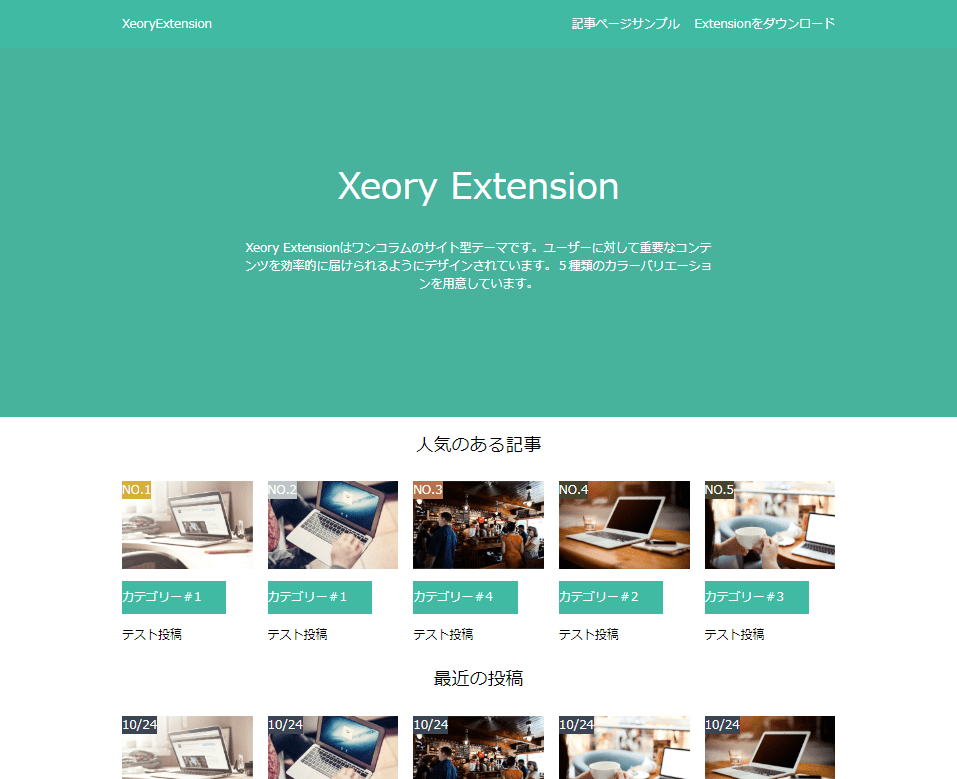 XeoryExtension
記事ページサンプル
Extensionをダウンロード
Xeory Extension
Xeory Extensionはワンコラムのサイト型テーマです。ユーザーに対して重要なコンテ
ンツを効率的に届けられるようにデザインされています。５種類のカラーバリエーショ
ンを用意しています。
人気のある記事
NO.1
NO.2
NO.3
NO.4
NO.5
カテゴリー＃1
カテゴリー＃1
カテゴリー＃4
カテゴリー＃2
カテゴリー＃3
テスト投稿
テスト投稿
テスト投稿
テスト投稿
テスト投稿
最近の投稿
10/24
10/24
10/24
10/24
10/24